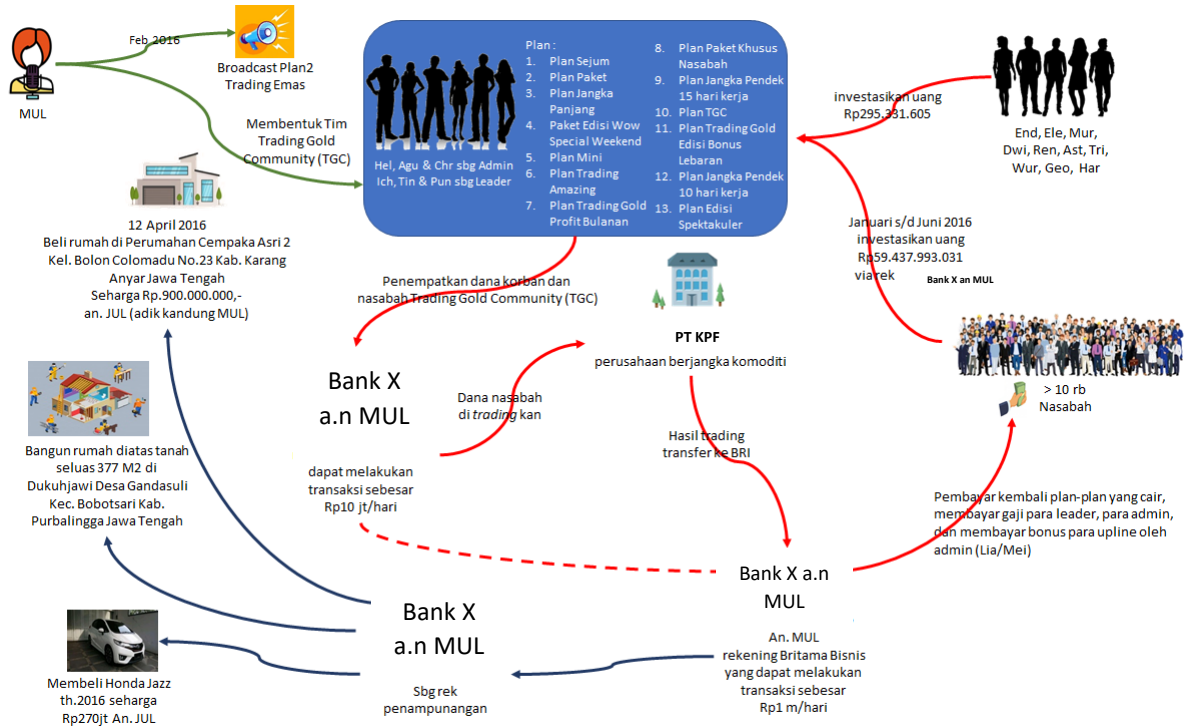 Feb 2016
MUL
Broadcast Plan2
Trading Emas
Membentuk Tim
Trading Gold
Community (TGC)
Hel, Agu & Chr sbg Admin
Ich, Tin & Pun sbg Leader
Plan :
1. Plan Sejum
2. Plan Paket
3. Plan Jangka
Panjang
4. Paket Edisi Wow
Special Weekend
5. Plan Mini
6. Plan Trading
Amazing
7. Plan Trading Gold
Profit Bulanan
8. Plan Paket Khusus
Nasabah
9. Plan Jangka Pendek
15 hari kerja
10. Plan TGC
11. Plan Trading Gold
Edisi Bonus
Lebaran
12. Plan Jangka Pendek
10 hari kerja
13. Plan Edisi
Spektakuler
investasikan uang
Rp295.331.605
End, Ele, Mur,
Dwi, Ren, Ast, Tri,
Wur, Geo, Har
Januari s/d Juni 2016
investasikan uang
Rp59.437.993.031
via rek
Bank X an MUL
> 10 rb
Nasabah
12 April 2016
Beli rumah di Perumahan Cempaka Asri 2
Kel. Bolon Colomadu No.23 Kab. Karang
Anyar Jawa Tengah
Seharga Rp.900.000.000,-
an. JUL (adik kandung MUL)
Penempatkan dana korban dan
nasabah Trading Gold Community (TGC)
PT KPF
perusahaan berjangka komoditi
Bank X
a.n MUL
Dana nasabah
di trading kan
dapat melakukan
transaksi sebesar
Rp10 jt/hari
Hasil trading
transfer ke BRI
Bangun rumah diatas tanah
seluas 377 M2 di
Dukuhjawi Desa Gandasuli
Kec. Bobotsari Kab.
Purbalingga Jawa Tengah
Pembayar kembali plan-plan yang cair,
membayar gaji para leader, para admin,
dan membayar bonus para upline oleh
admin (Lia/Mei)
Bank X a.n
MUL
An. MUL
rekening Britama Bisnis
yang dapat melakukan
transaksi sebesar
Rp1 m/hari
Bank X
a.n MUL
Sbg rek
penampungan
Membeli Honda Jazz
th.2016 seharga
Rp270jt An. JUL